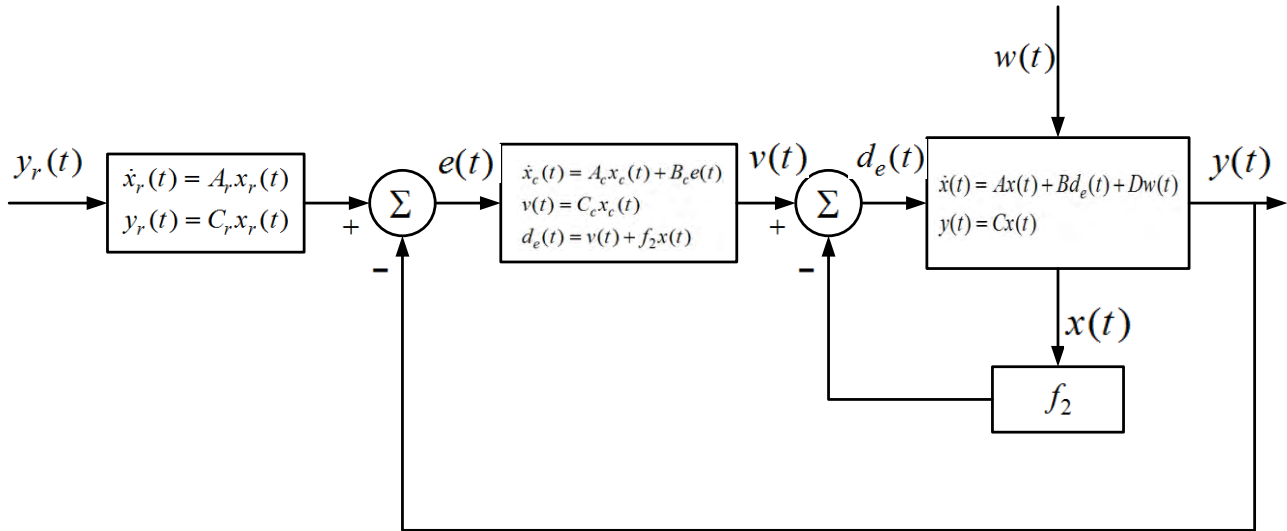 w(t)
y_r(t)
ẋ_r(t) = A_r x_r(t)
y_r(t) = C_r x_r(t)
Σ
+
−
e(t)
ẋ_c(t) = A_c x_c(t) + B_c e(t)
v(t) = C_c x_c(t)
d_e(t) = v(t) + f_2 x(t)
v(t)
Σ
+
−
d_e(t)
ẋ(t) = Ax(t) + Bd_e(t) + Dw(t)
y(t) = Cx(t)
y(t)
x(t)
f_2